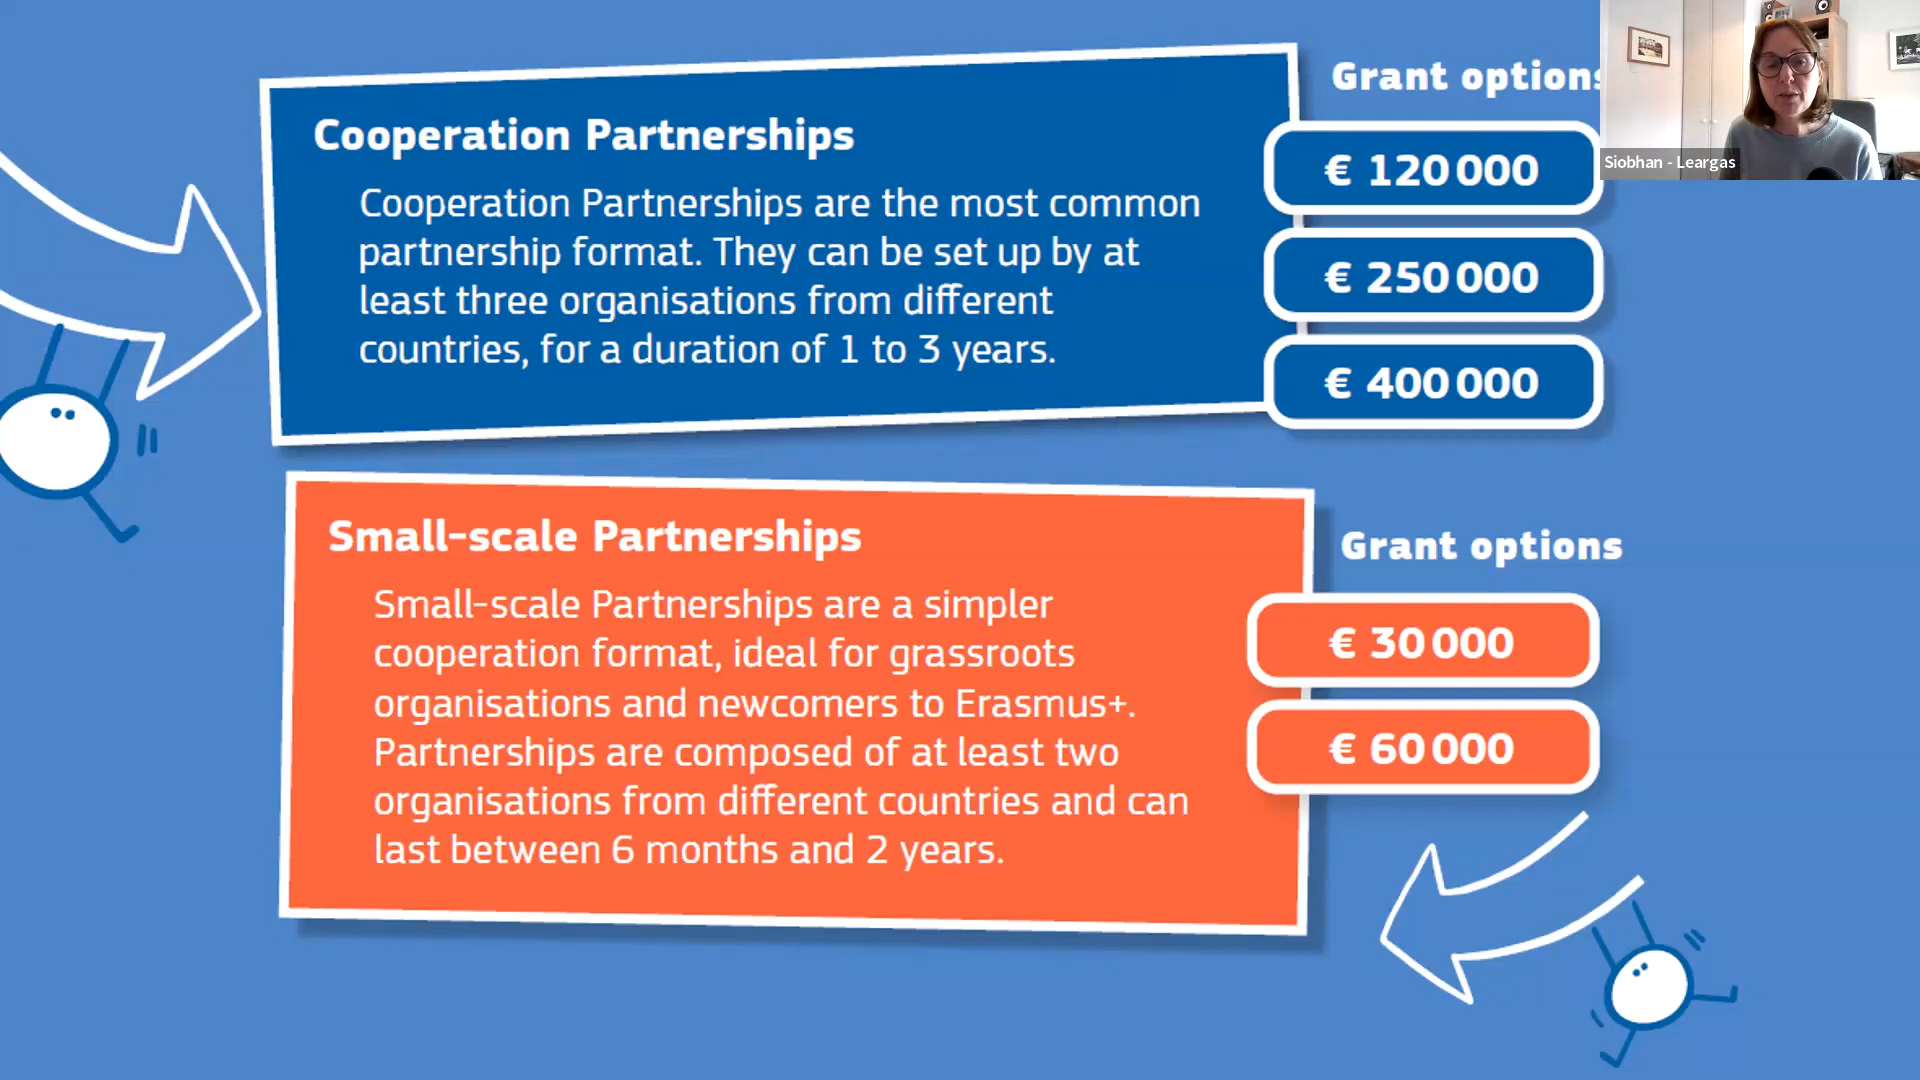 Cooperation Partnerships
Cooperation Partnerships are the most common
partnership format. They can be set up by at
least three organisations from different
countries, for a duration of 1 to 3 years.
Grant options
€ 120 000
€ 250 000
€ 400 000
Siobhan - Leargas
Small-scale Partnerships
Small-scale Partnerships are a simpler
cooperation format, ideal for grassroots
organisations and newcomers to Erasmus+.
Partnerships are composed of at least two
organisations from different countries and can
last between 6 months and 2 years.
Grant options
€ 30 000
€ 60 000